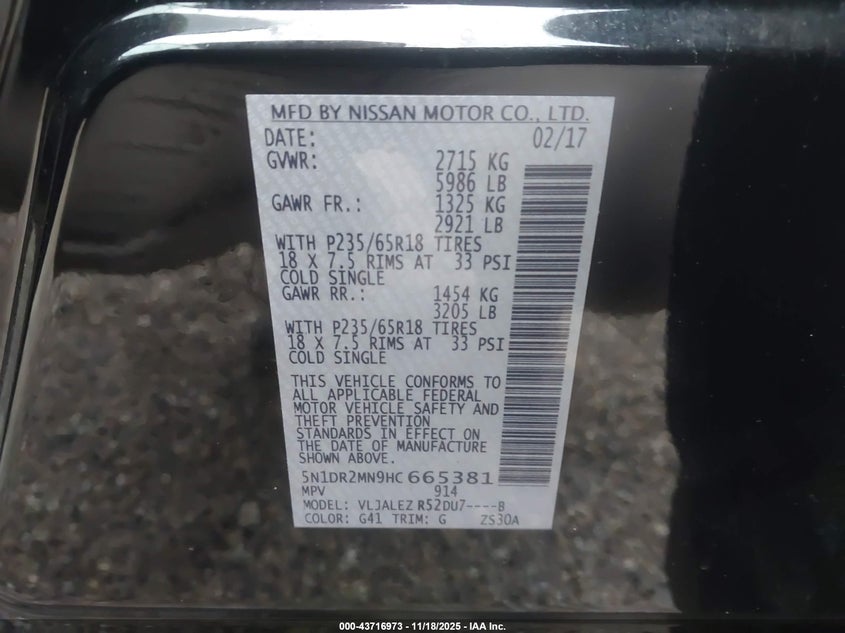 MFD BY NISSAN MOTOR CO., LTD.
DATE: 02/17
GVWR: 2715 KG
5986 LB
GAWR FR.: 1325 KG
2921 LB
WITH P235/65R18 TIRES
18 X 7.5 RIMS AT 33 PSI
COLD SINGLE
GAWR RR.: 1454 KG
3205 LB
WITH P235/65R18 TIRES
18 X 7.5 RIMS AT 33 PSI
COLD SINGLE
THIS VEHICLE CONFORMS TO
ALL APPLICABLE FEDERAL
MOTOR VEHICLE SAFETY AND
THEFT PREVENTION
STANDARDS IN EFFECT ON
THE DATE OF MANUFACTURE
SHOWN ABOVE.
5N1DR2MN9HC665381
MPV 914
MODEL: VLJALEZ R52DU7----B
COLOR: G41 TRIM: G ZS30A
000-43716973 - 11/18/2025 - IAA Inc.